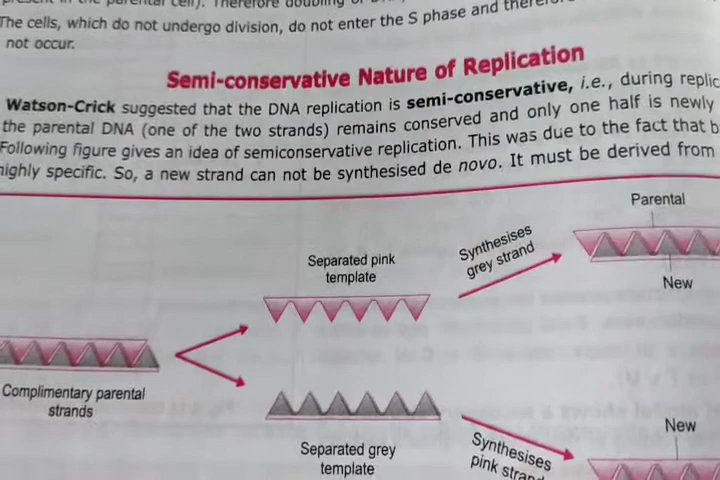 The cells, which do not undergo division, do not enter the S phase and
not occur.
Semi-conservative Nature of Replication
Watson-Crick suggested that the DNA replication is semi-conservative, i.e., during replic
the parental DNA (one of the two strands) remains conserved and only one half is newly
Following figure gives an idea of semiconservative replication. This was due to the fact that b
highly specific. So, a new strand can not be synthesised de novo. It must be derived from
Parental
Synthesises
grey strand
Separated pink
template
New
Complimentary parental
strands
New
Separated grey
template
Synthesises
pink strand